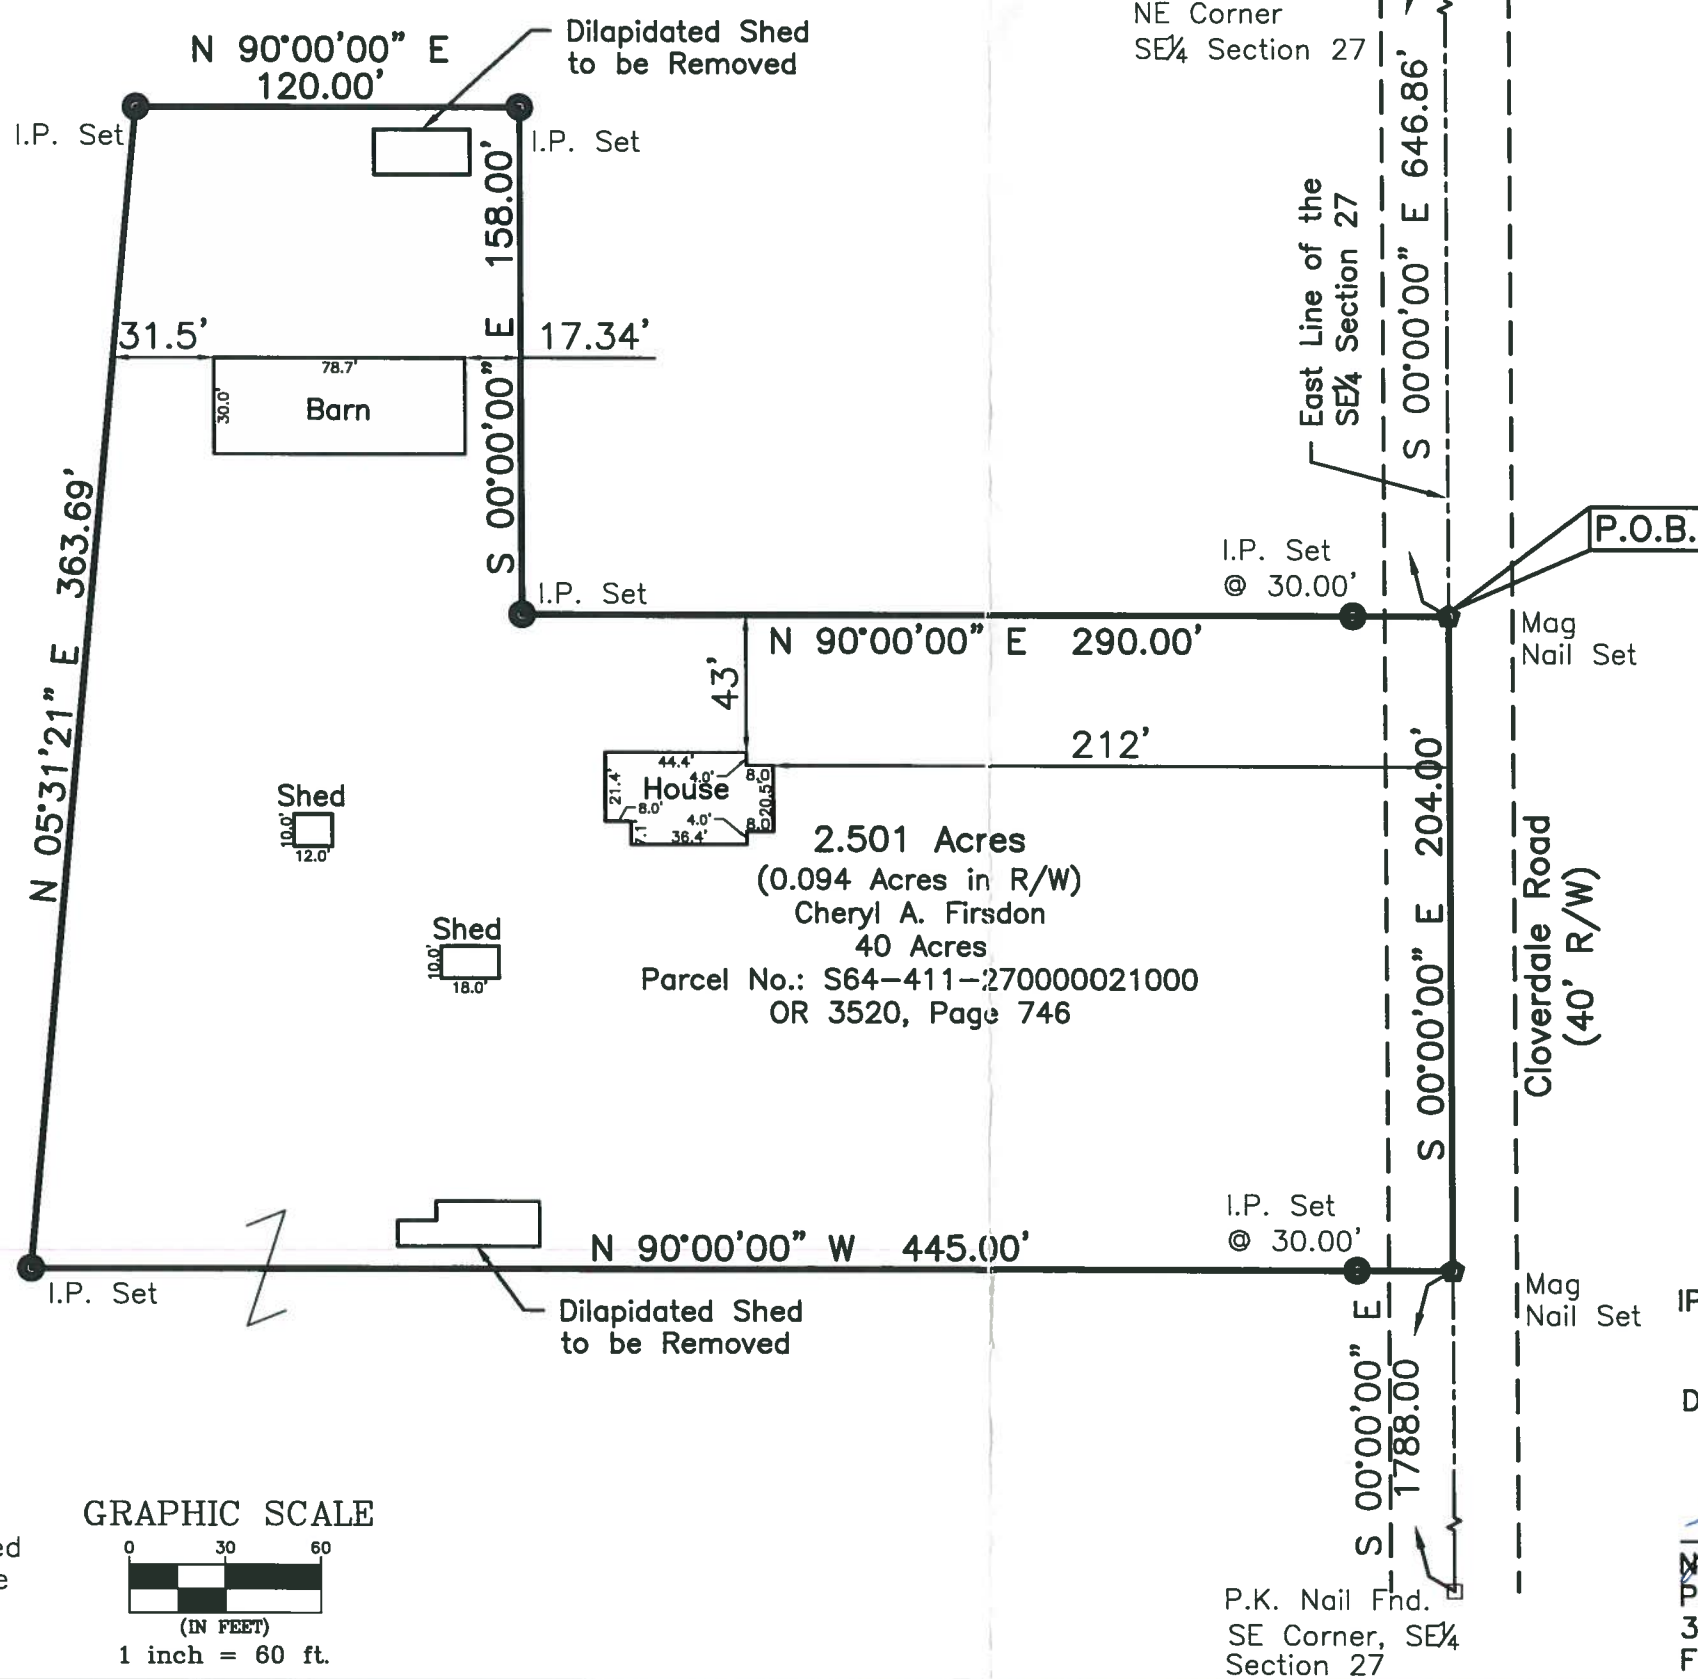 N 90°00'00" E
120.00'
Dilapidated Shed
to be Removed
NE Corner
SE¼ Section 27
I.P. Set
I.P. Set
S 00°00'00" E 158.00'
S 00°00'00" E 646.86'
East Line of the
SE¼ Section 27
31.5'
17.34'
78.7'
30.0'
Barn
N 05°31'21" E 363.69'
P.O.B.
I.P. Set
@ 30.00'
I.P. Set
Mag
Nail Set
N 90°00'00" E 290.00'
43'
212'
44.4'
21.4'
4.0'
8.0'
House
20.5'
8.0'
4.0'
8.0'
7.1
36.4'
Shed
10.0'
12.0'
2.501 Acres
(0.094 Acres in R/W)
Cheryl A. Firsdon
40 Acres
Parcel No.: S64-411-270000021000
OR 3520, Page 746
S 00°00'00" E 204.00'
Cloverdale Road
(40' R/W)
Shed
10.0'
18.0'
I.P. Set
@ 30.00'
N 90°00'00" W 445.00'
I.P. Set
Mag
Nail Set
IP
Dilapidated Shed
to be Removed
S 00°00'00" E
1788.00
D
GRAPHIC SCALE
0 30 60
(IN FEET)
1 inch = 60 ft.
ed
e
P.K. Nail Fnd.
SE Corner, SE¼
Section 27
N
P
3
F